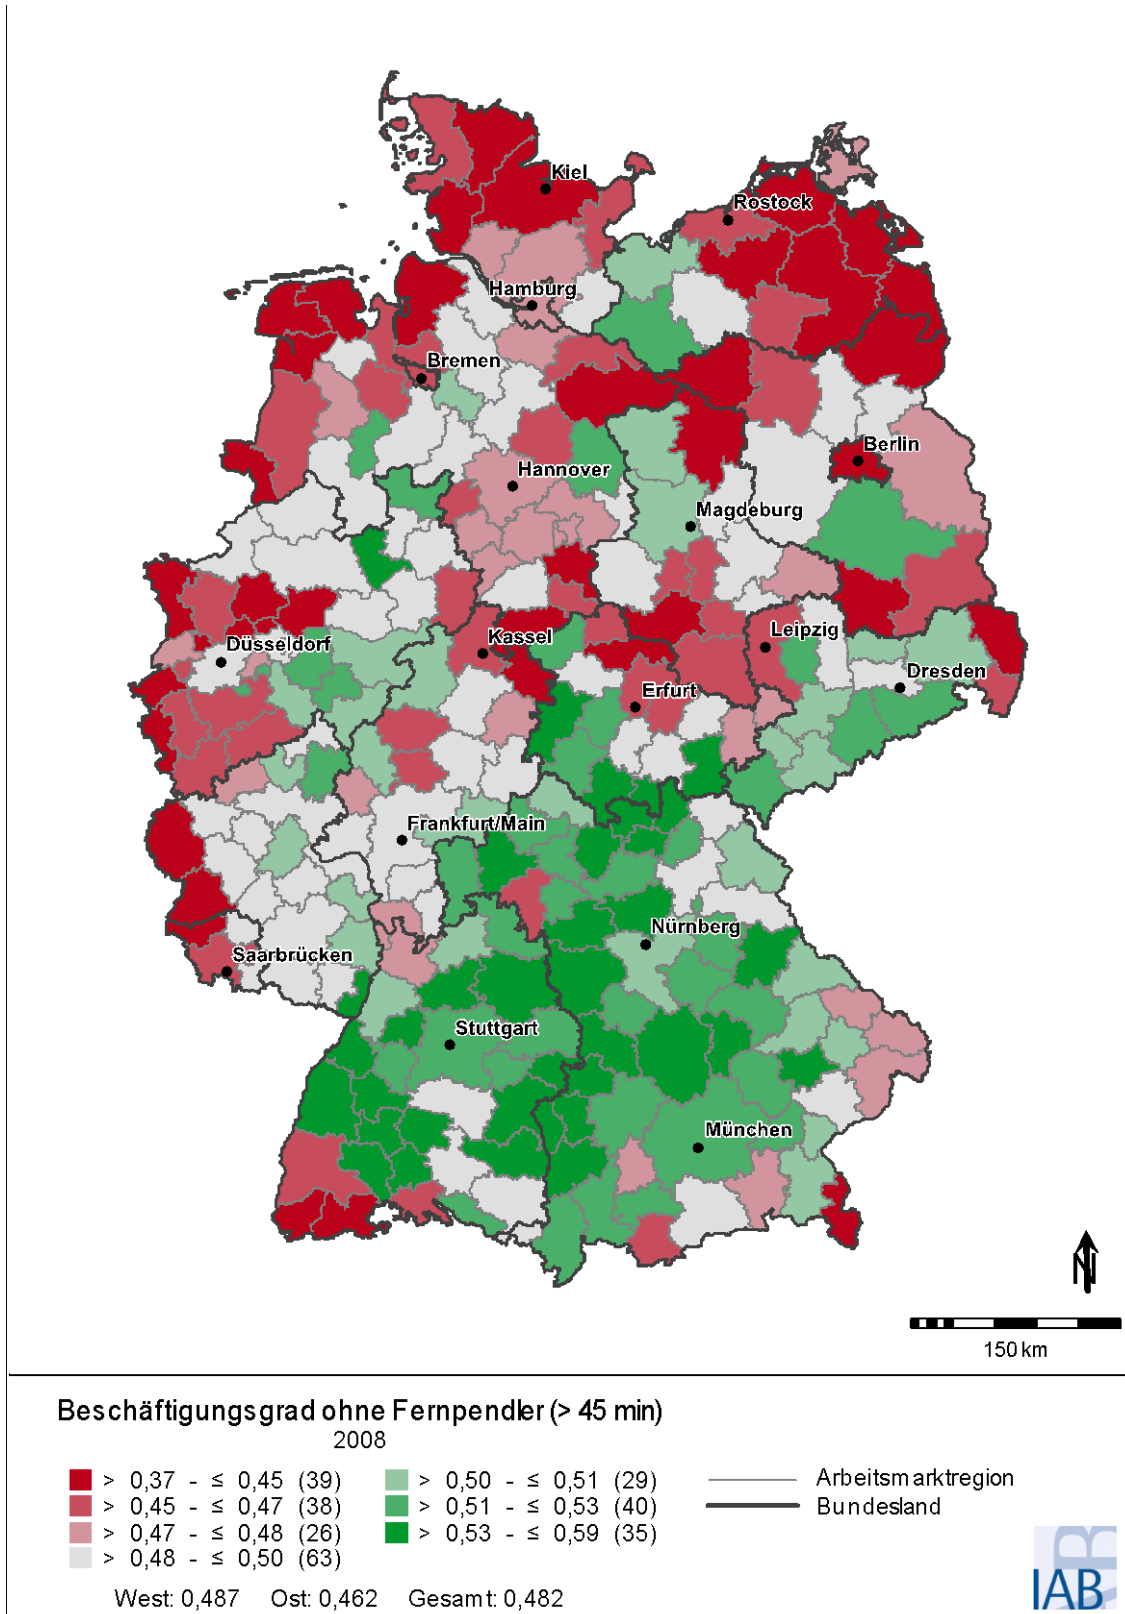 Kiel
Rostock
Hamburg
Bremen
Berlin
Hannover
Magdeburg
Düsseldorf
Kassel
Leipzig
Dresden
Erfurt
Frankfurt/Main
Nürnberg
Saarbrücken
Stuttgart
München
N
150 km
Beschäftigungsgrad ohne Fernpendler (> 45 min)
2008
> 0,37 - ≤ 0,45 (39)
> 0,45 - ≤ 0,47 (38)
> 0,47 - ≤ 0,48 (26)
> 0,48 - ≤ 0,50 (63)
> 0,50 - ≤ 0,51 (29)
> 0,51 - ≤ 0,53 (40)
> 0,53 - ≤ 0,59 (35)
Arbeitsmarktregion
Bundesland
West: 0,487 Ost: 0,462 Gesamt: 0,482
IAB